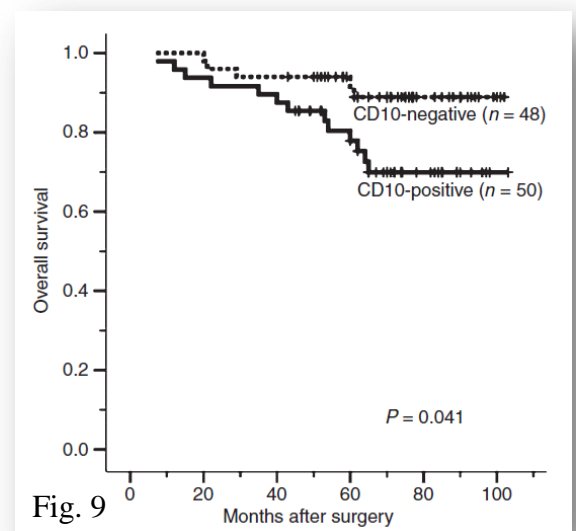 1.0
0.8
0.6
0.4
0.2
0.0
Overall survival
CD10-negative (n = 48)
CD10-positive (n = 50)
P = 0.041
0 20 40 60 80 100
Months after surgery
Fig. 9